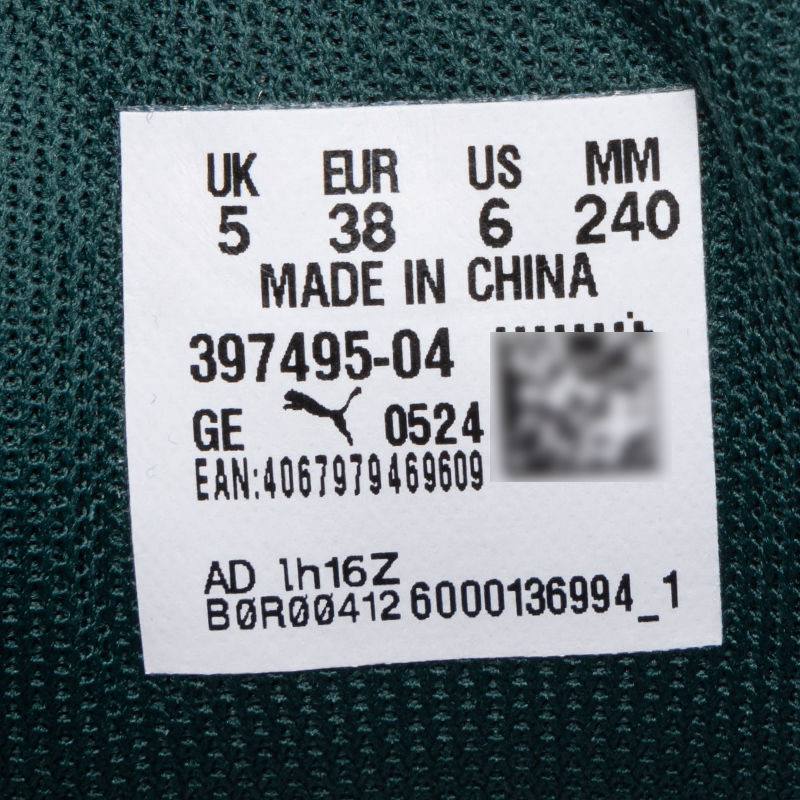 UK EUR US MM
5 38 6 240
MADE IN CHINA
397495-04
GE 0524
EAN:4067979469609
AD lh16Z
BØRØØ412 6000136994_1